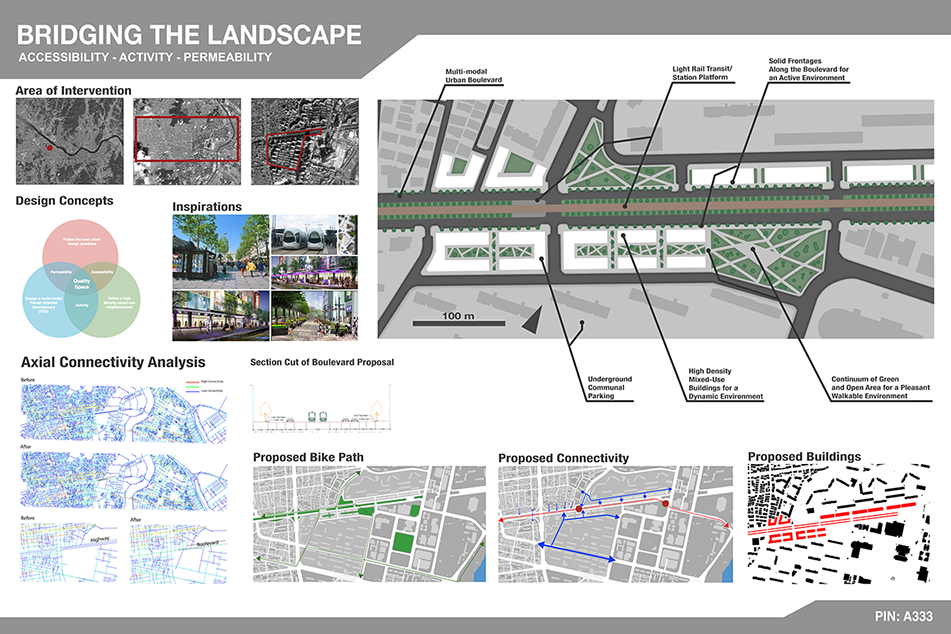 BRIDGING THE LANDSCAPE
ACCESSIBILITY - ACTIVITY - PERMEABILITY
Area of Intervention
Design Concepts
Follow the best urban
design practices
Permeability
Accessibility
Quality
Space
Activity
Design a multi-modal
Transit Oriented
Development
(TOD)
Define a high
density mixed use
neighbourhood
Inspirations
Multi-modal
Urban Boulevard
Light Rail Transit/
Station Platform
Solid Frontages
Along the Boulevard for
an Active Environment
100 m
Underground
Communal
Parking
High Density
Mixed-Use
Buildings for a
Dynamic Environment
Continuum of Green
and Open Area for a Pleasant
Walkable Environment
Axial Connectivity Analysis
Before
High Connectivity
Low Connectivity
After
Before
Highway
After
Boulevard
Section Cut of Boulevard Proposal
Proposed Bike Path
Proposed Connectivity
Proposed Buildings
PIN: A333